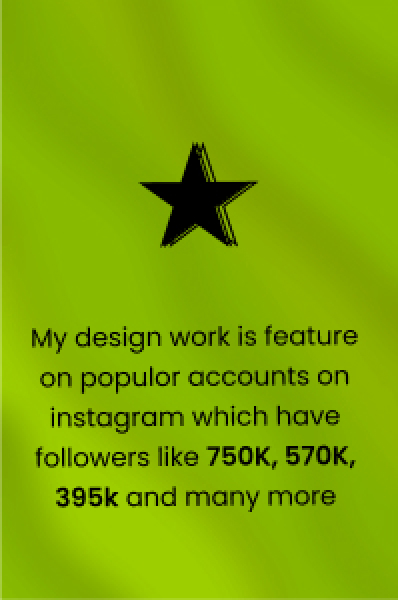 My design work is feature
on populor accounts on
instagram which have
followers like 750K, 570K,
395k and many more